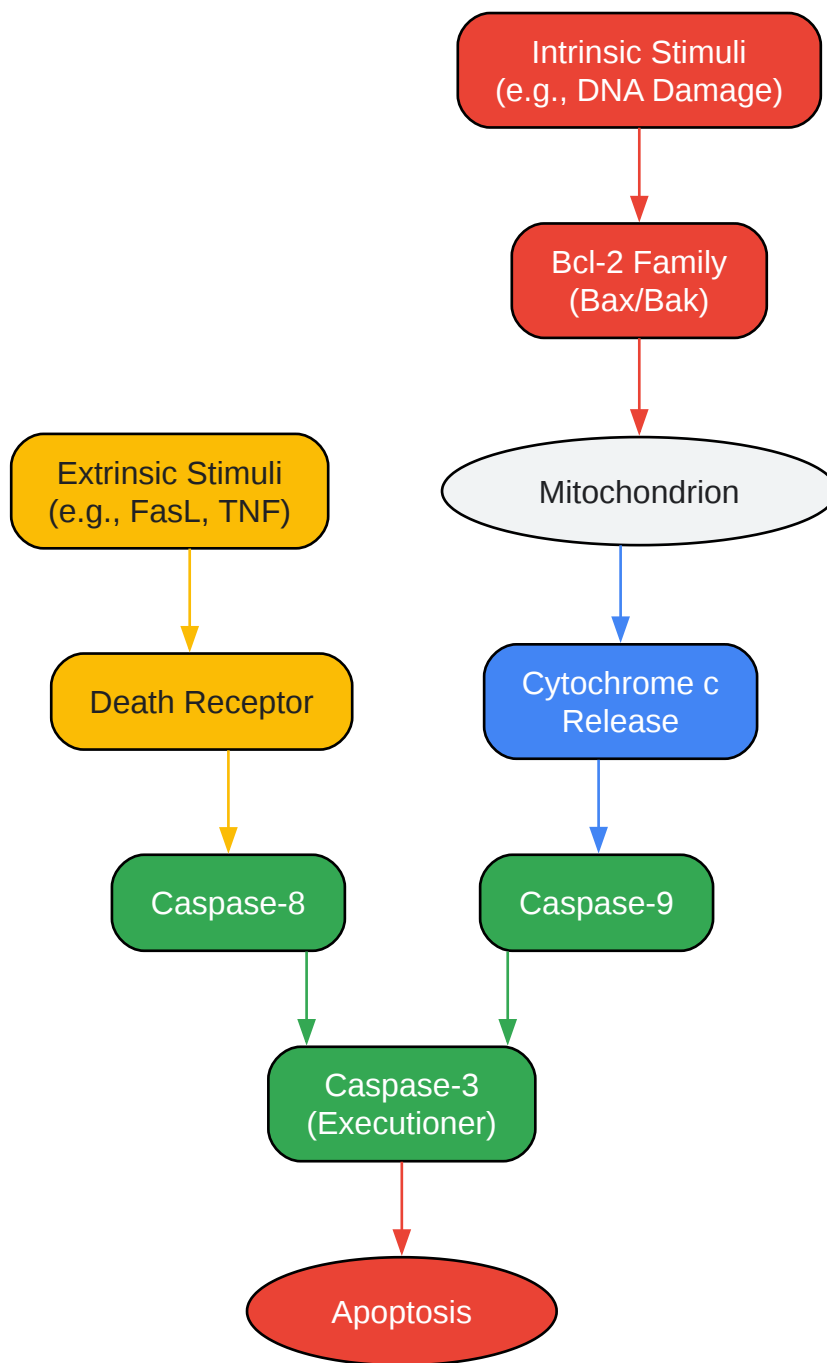 Intrinsic Stimuli
(e.g., DNA Damage)
Bcl-2 Family
(Bax/Bak)
Extrinsic Stimuli
(e.g., FasL, TNF)
Mitochondrion
Death Receptor
Cytochrome c
Release
Caspase-8
Caspase-9
Caspase-3
(Executioner)
Apoptosis